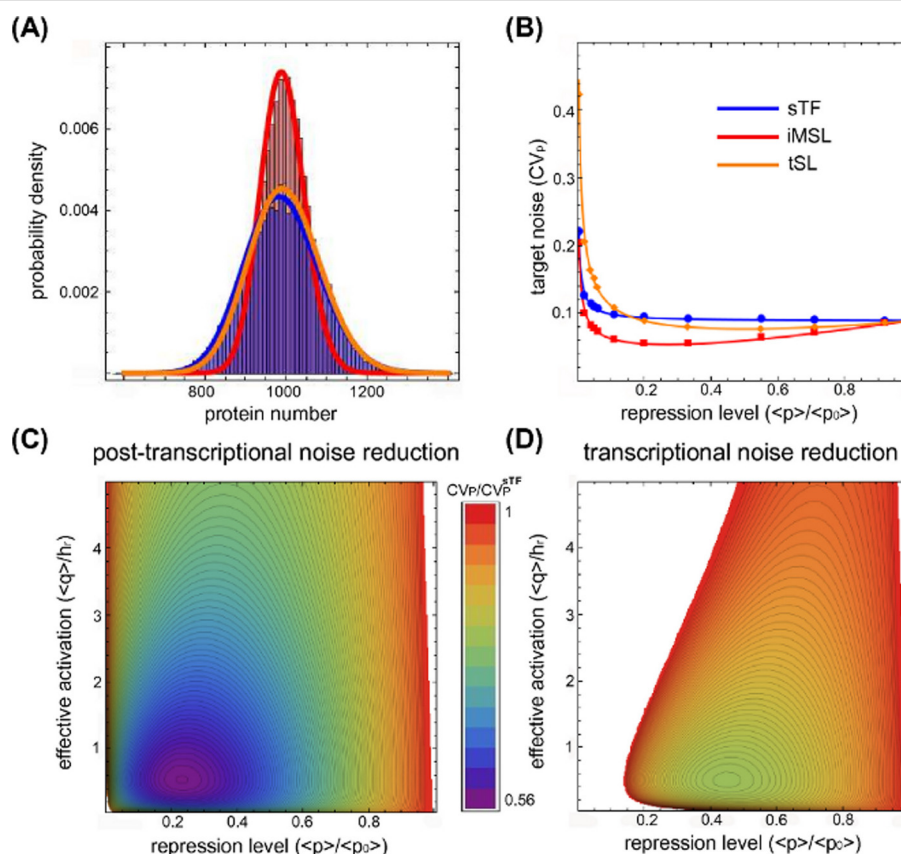 (A)
probability density
0.006
0.004
0.002
800
1000
1200
protein number
(B)
target noise (CVₚ)
0.4
0.3
0.2
0.1
sTF
iMSL
tSL
0.2
0.4
0.6
0.8
repression level (<p>/<p₀>)
(C)
post-transcriptional noise reduction
effective activation (<q>/hᵣ)
4
3
2
1
0.2
0.4
0.6
0.8
repression level (<p>/<p₀>)
CVP/CVP^sTF
1
0.56
(D)
transcriptional noise reduction
effective activation (<q>/hᵣ)
4
3
2
1
0.2
0.4
0.6
0.8
repression level (<p>/<p₀>)